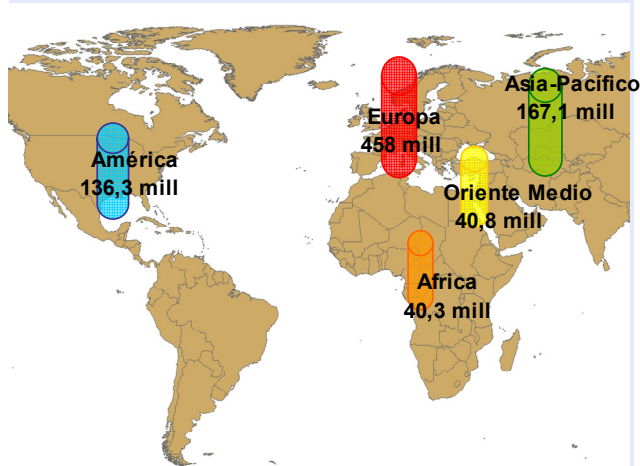 Asia-Pacífico
167,1 mill
Europa
458 mill
América
136,3 mill
Oriente Medio
40,8 mill
Africa
40,3 mill